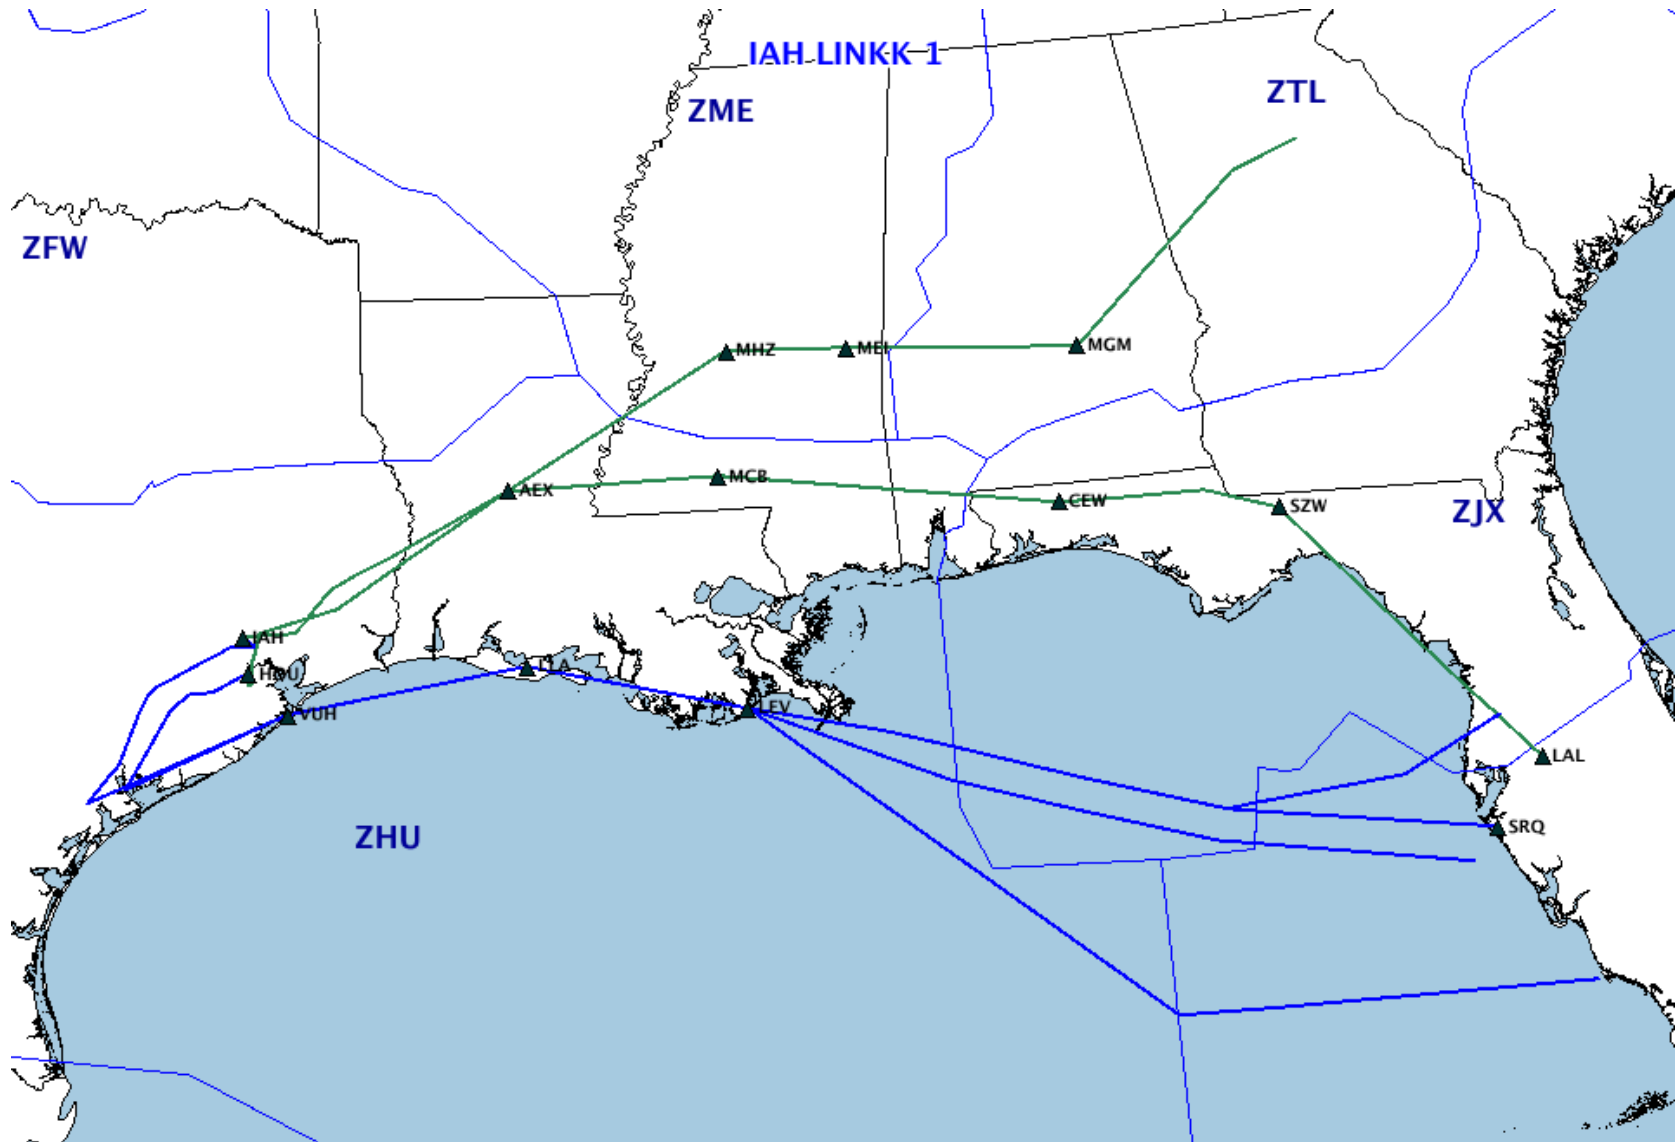 IAH LINKK 1
ZTL
ZME
ZFW
MHZ
MEI
MGM
MCB
AEX
CEW
SZW
ZJX
IAH
HOU
LEV
VUH
LAL
SRQ
ZHU